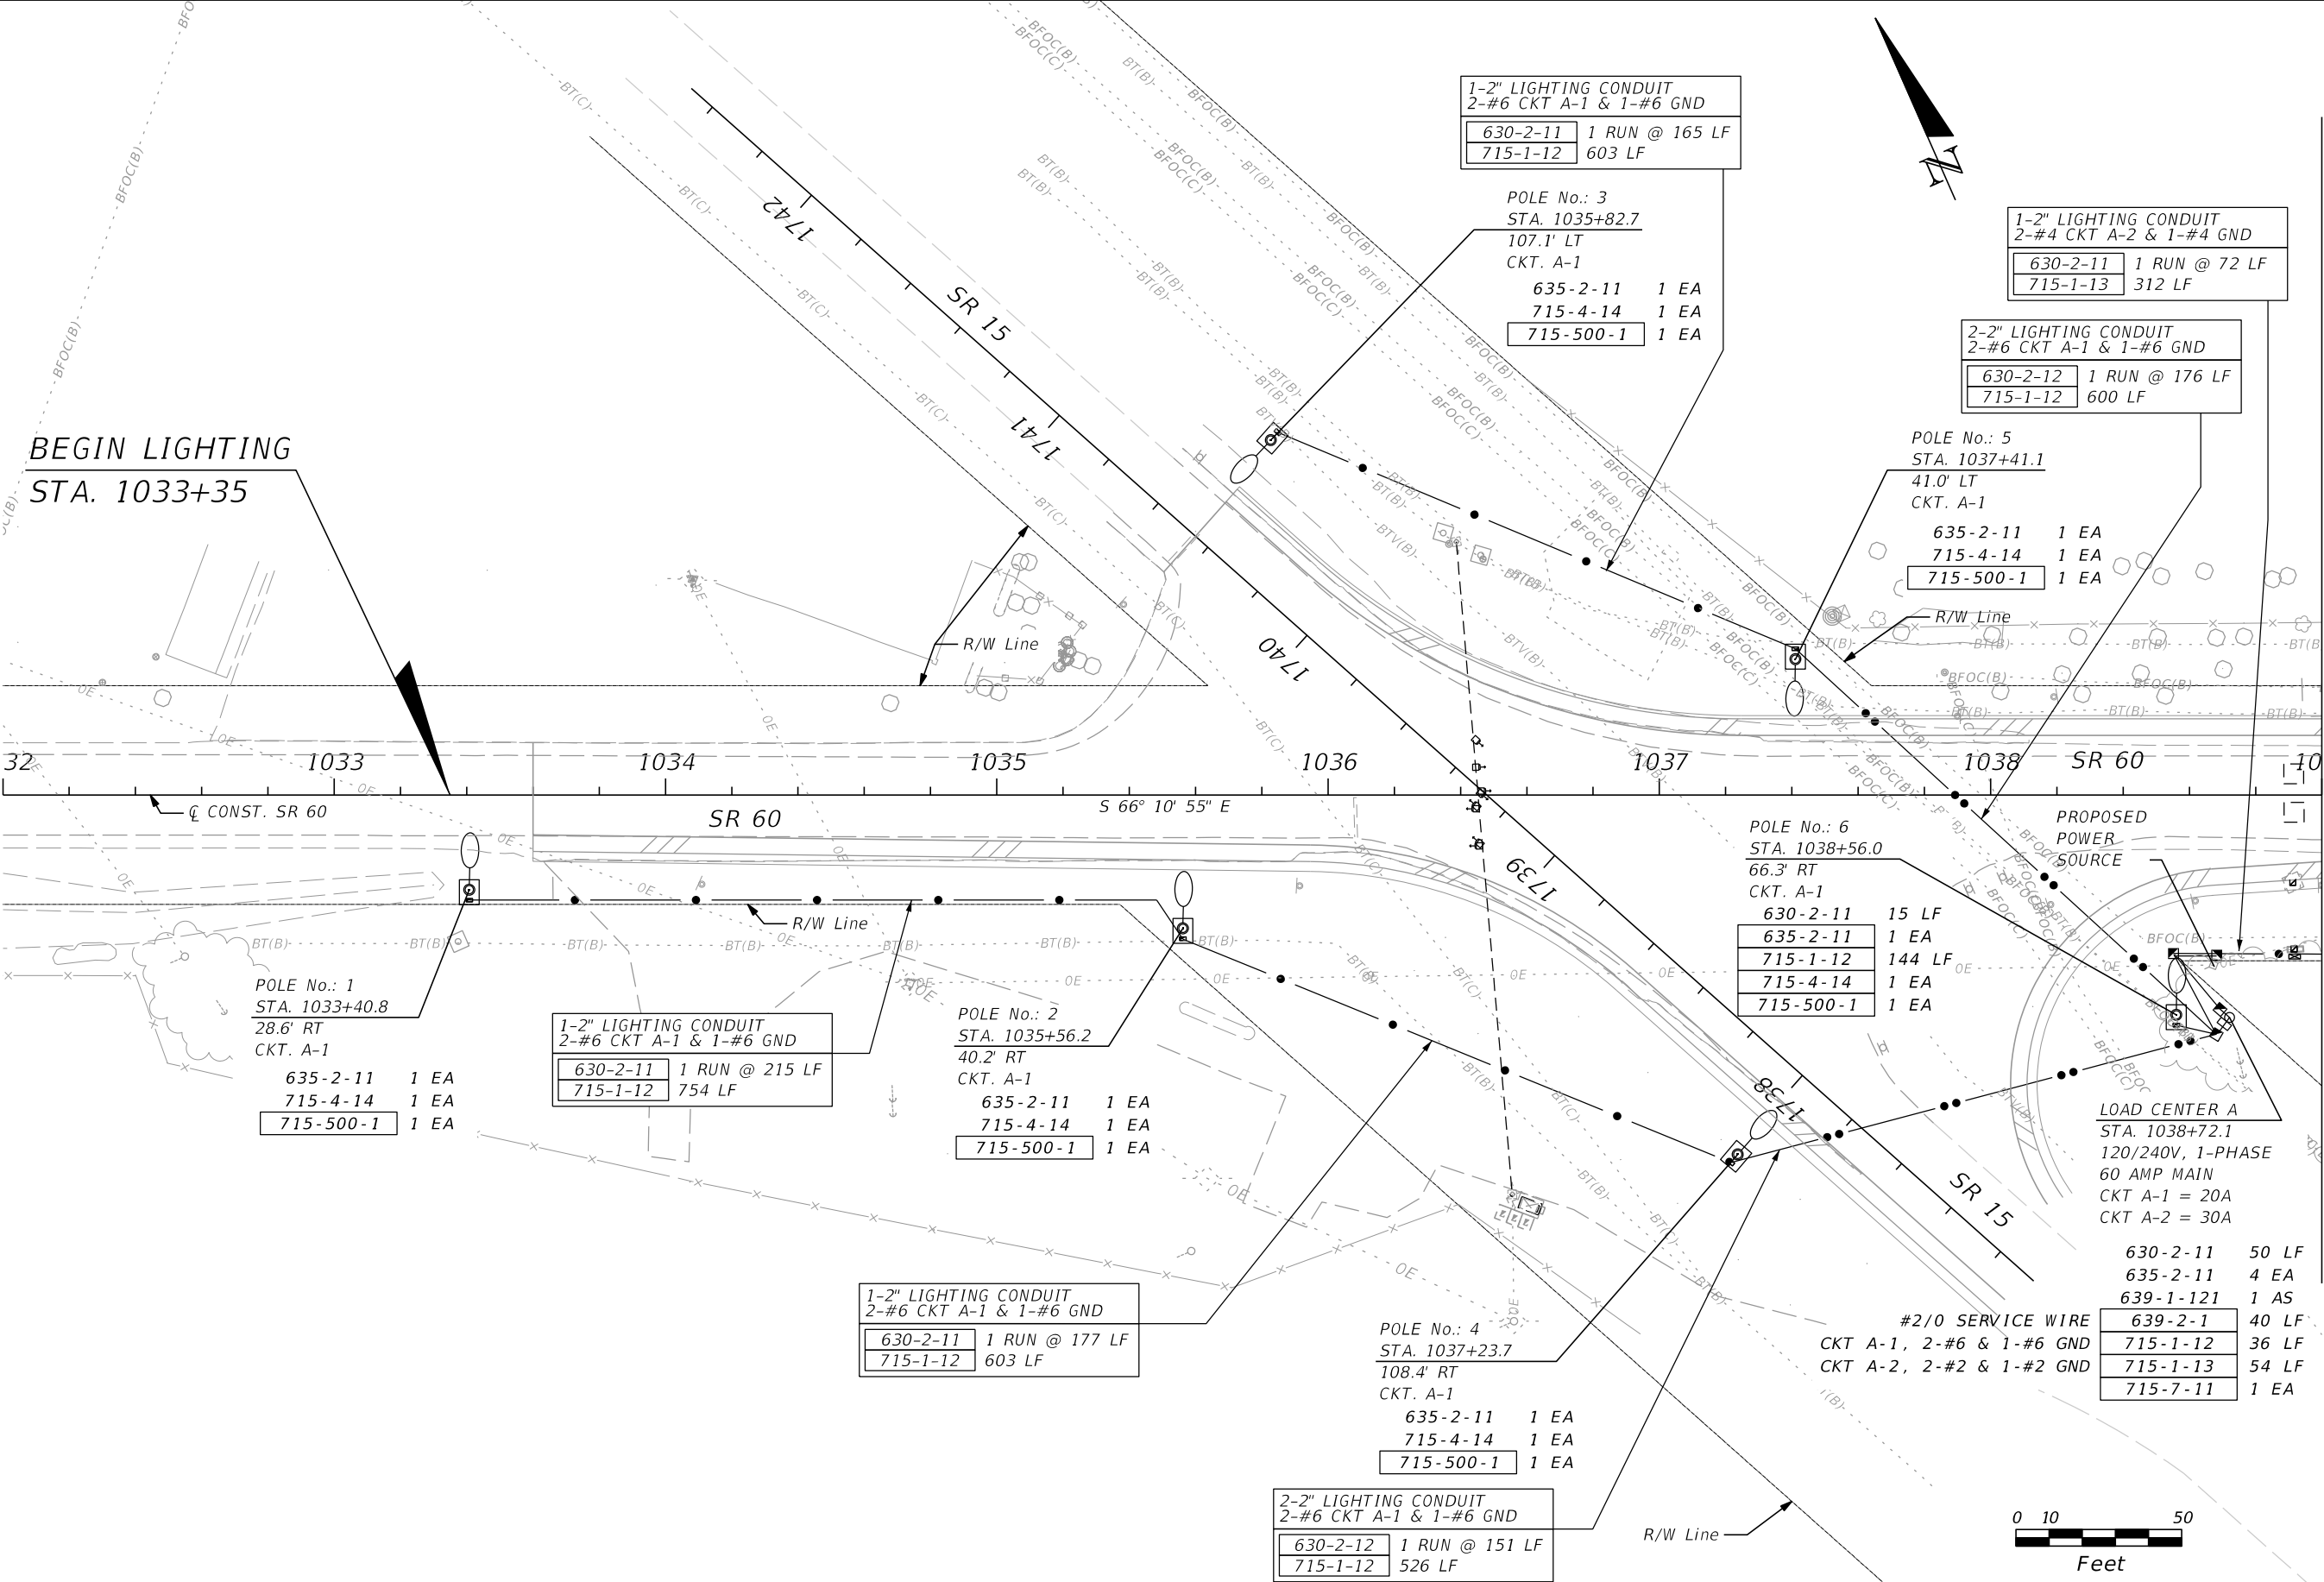 1-2" LIGHTING CONDUIT
2-#6 CKT A-1 & 1-#6 GND
630-2-11 1 RUN @ 165 LF
715-1-12 603 LF
POLE No.: 3
STA. 1035+82.7
107.1' LT
CKT. A-1
635-2-11 1 EA
715-4-14 1 EA
715-500-1 1 EA
N
1-2" LIGHTING CONDUIT
2-#4 CKT A-2 & 1-#4 GND
630-2-11 1 RUN @ 72 LF
715-1-13 312 LF
2-2" LIGHTING CONDUIT
2-#6 CKT A-1 & 1-#6 GND
630-2-12 1 RUN @ 176 LF
715-1-12 600 LF
POLE No.: 5
STA. 1037+41.1
41.0' LT
CKT. A-1
635-2-11 1 EA
715-4-14 1 EA
715-500-1 1 EA
R/W Line
1742
SR 15
1741
1740
BEGIN LIGHTING
STA. 1033+35
R/W Line
32 1033 1034 1035 1036 1037 1038 SR 60 10
℄ CONST. SR 60
SR 60
S 66° 10' 55" E
R/W Line
1739
POLE No.: 6
STA. 1038+56.0
66.3' RT
CKT. A-1
630-2-11 15 LF
635-2-11 1 EA
715-1-12 144 LF
715-4-14 1 EA
715-500-1 1 EA
PROPOSED
POWER
SOURCE
POLE No.: 1
STA. 1033+40.8
28.6' RT
CKT. A-1
635-2-11 1 EA
715-4-14 1 EA
715-500-1 1 EA
1-2" LIGHTING CONDUIT
2-#6 CKT A-1 & 1-#6 GND
630-2-11 1 RUN @ 215 LF
715-1-12 754 LF
POLE No.: 2
STA. 1035+56.2
40.2' RT
CKT. A-1
635-2-11 1 EA
715-4-14 1 EA
715-500-1 1 EA
1738
SR 15
LOAD CENTER A
STA. 1038+72.1
120/240V, 1-PHASE
60 AMP MAIN
CKT A-1 = 20A
CKT A-2 = 30A
630-2-11 50 LF
635-2-11 4 EA
639-1-121 1 AS
#2/0 SERVICE WIRE 639-2-1 40 LF
CKT A-1, 2-#6 & 1-#6 GND 715-1-12 36 LF
CKT A-2, 2-#2 & 1-#2 GND 715-1-13 54 LF
715-7-11 1 EA
1-2" LIGHTING CONDUIT
2-#6 CKT A-1 & 1-#6 GND
630-2-11 1 RUN @ 177 LF
715-1-12 603 LF
POLE No.: 4
STA. 1037+23.7
108.4' RT
CKT. A-1
635-2-11 1 EA
715-4-14 1 EA
715-500-1 1 EA
2-2" LIGHTING CONDUIT
2-#6 CKT A-1 & 1-#6 GND
630-2-12 1 RUN @ 151 LF
715-1-12 526 LF
R/W Line
0 10 50
Feet
BFOC(B)
BFOC(C)
BT(B)
BT(C)
BTV(B)
OE